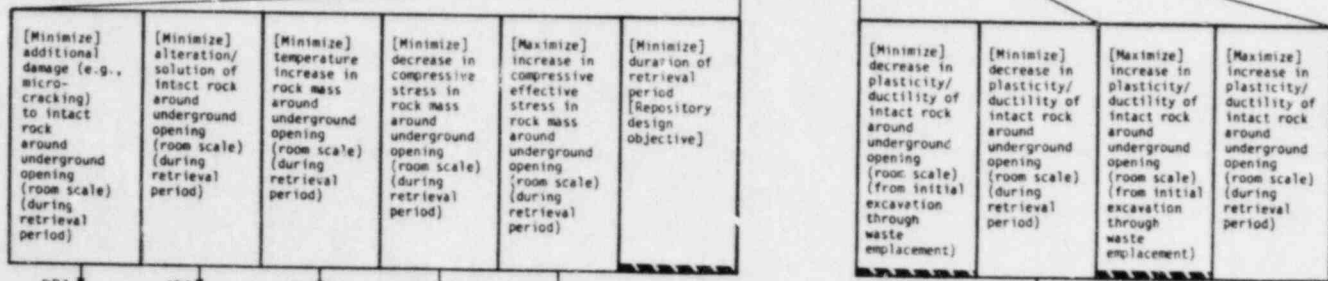 [Minimize]
additional
damage (e.g.,
micro-
cracking)
to intact
rock
around
underground
opening
(room scale)
(during
retrieval
period)
[Minimize]
alteration/
solution of
intact rock
around
underground
opening
(room scale)
(during
retrieval
period)
[Minimize]
temperature
increase in
rock mass
around
underground
opening
(room scale)
(during
retrieval
period)
[Minimize]
decrease in
compressive
stress in
rock mass
around
underground
opening
(room scale)
(during
retrieval
period)
[Maximize]
increase in
compressive
effective
stress in
rock mass
around
underground
opening
(room scale)
(during
retrieval
period)
[Minimize]
duration of
retrieval
period
[Repository
design
objective]
[Minimize]
decrease in
plasticity/
ductility of
intact rock
around
underground
opening
(room scale)
(from initial
excavation
through
waste
emplacement)
[Minimize]
decrease in
plasticity/
ductility of
intact rock
around
underground
opening
(room scale)
(during
retrieval
period)
[Maximize]
increase in
plasticity/
ductility of
intact rock
around
underground
opening
(room scale)
(from initial
excavation
through
waste
emplacement)
[Maximize]
increase in
plasticity/
ductility of
intact rock
around
underground
opening
(room scale)
(during
retrieval
period)